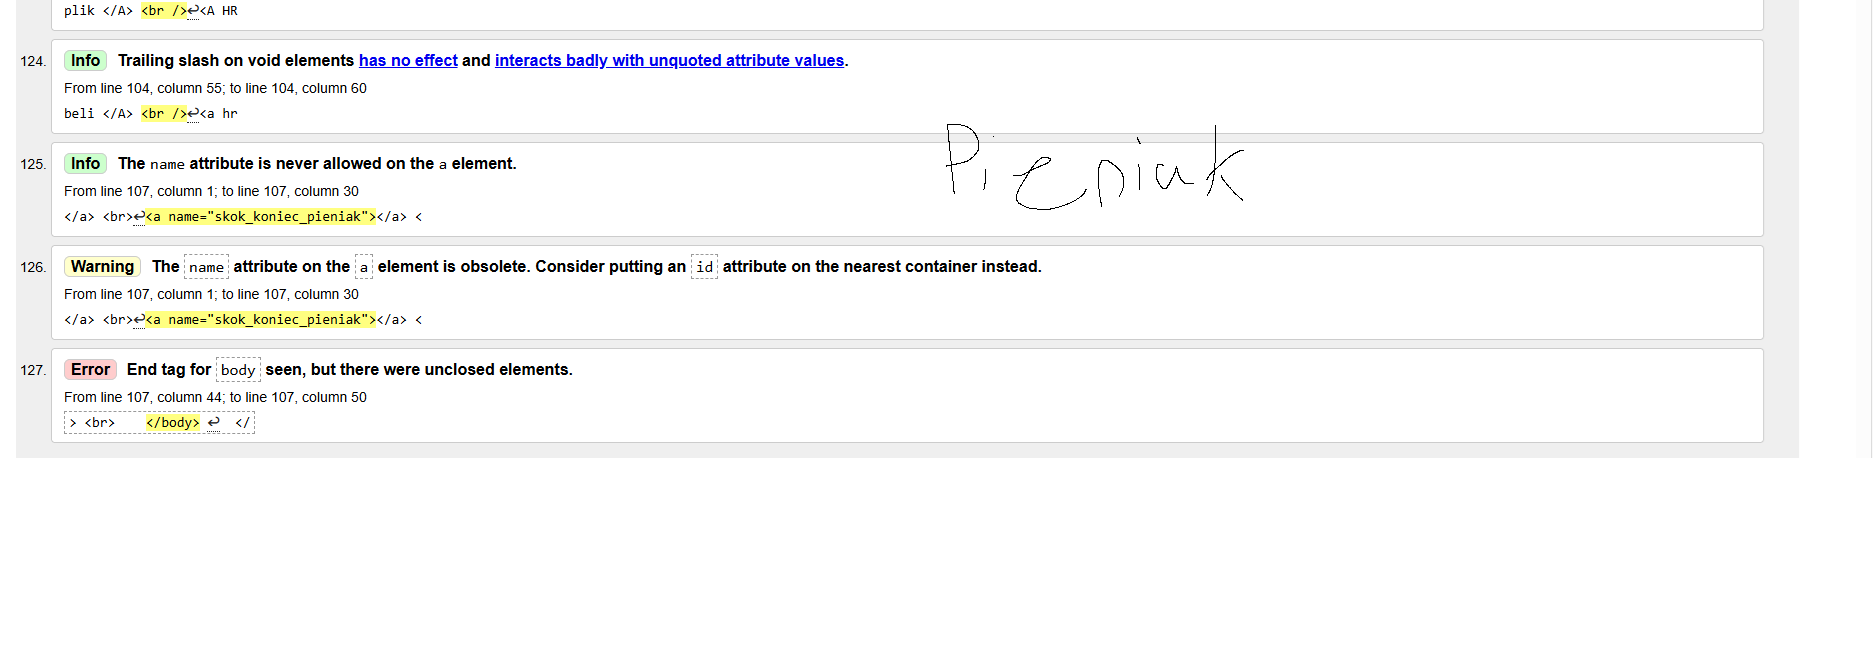 plik </A> <br />↩<A HR
124. Info Trailing slash on void elements has no effect and interacts badly with unquoted attribute values.
From line 104, column 55; to line 104, column 60
beli </A> <br />↩<a hr
125. Info The name attribute is never allowed on the a element.
From line 107, column 1; to line 107, column 30
</a> <br>↩<a name="skok_koniec_pieniak"></a> <
Pieniak
126. Warning The name attribute on the a element is obsolete. Consider putting an id attribute on the nearest container instead.
From line 107, column 1; to line 107, column 30
</a> <br>↩<a name="skok_koniec_pieniak"></a> <
127. Error End tag for body seen, but there were unclosed elements.
From line 107, column 44; to line 107, column 50
> <br> </body> ↩ </